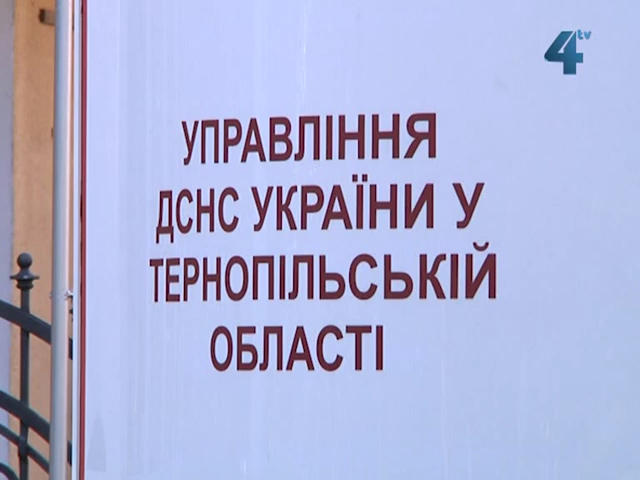 4tv
УПРАВЛІННЯ
ДСНС УКРАЇНИ У
ТЕРНОПІЛЬСЬКІЙ
ОБЛАСТІ